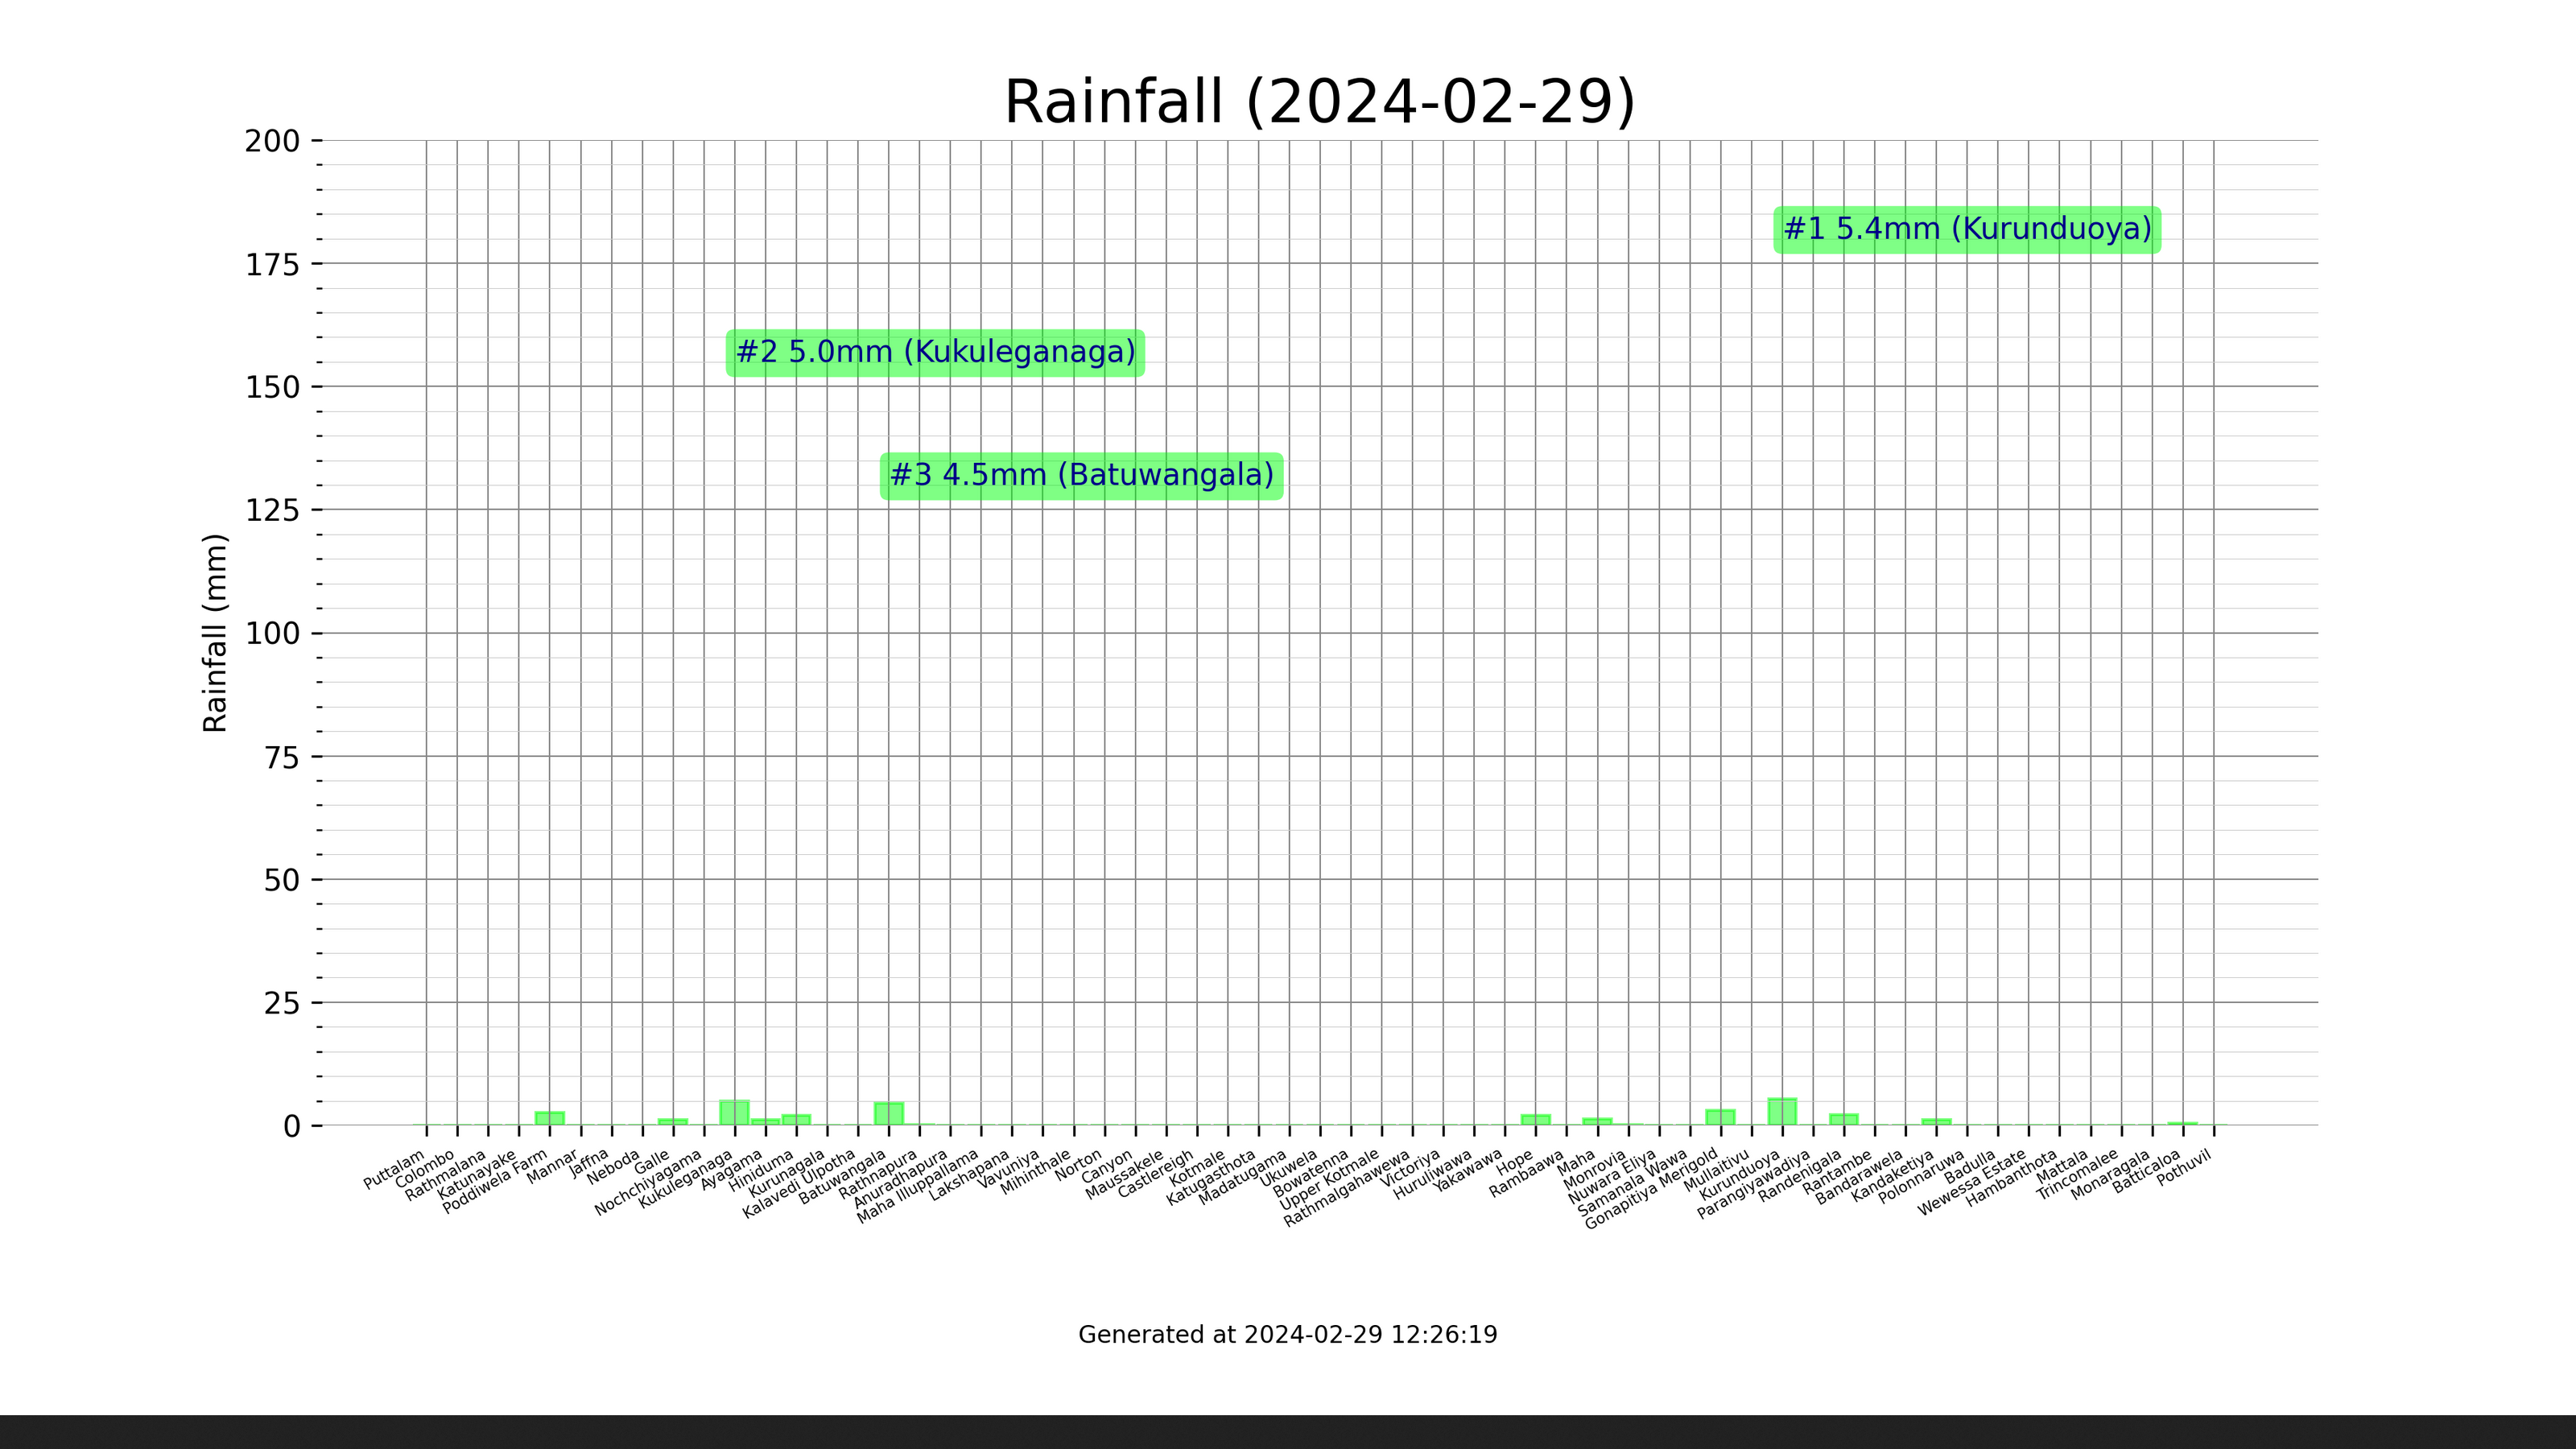 Rainfall (2024-02-29)
200
175
150
125
100
75
50
25
0
Rainfall (mm)
#1 5.4mm (Kurunduoya)
#2 5.0mm (Kukuleganaga)
#3 4.5mm (Batuwangala)
Puttalam
Colombo
Rathmalana
Katunayake
Poddiwela Farm
Mannar
Jaffna
Neboda
Galle
Nochchiyagama
Kukuleganaga
Ayagama
Hiniduma
Kurunagala
Kalavedi Ulpotha
Batuwangala
Rathnapura
Anuradhapura
Maha Illuppallama
Lakshapana
Vavuniya
Mihinthale
Norton
Canyon
Maussakele
Castlereigh
Kotmale
Katugasthota
Madatugama
Ukuwela
Bowatenna
Upper Kotmale
Rathmalgahawewa
Victoriya
Huruliwawa
Yakawawa
Hope
Rambaawa
Maha
Monrovia
Nuwara Eliya
Samanala Wawa
Gonapitiya Merigold
Mullaitivu
Kurunduoya
Parangiyawadiya
Randenigala
Rantambe
Bandarawela
Kandaketiya
Polonnaruwa
Badulla
Wewessa Estate
Hambanthota
Mattala
Trincomalee
Monaragala
Batticaloa
Pothuvil
Generated at 2024-02-29 12:26:19